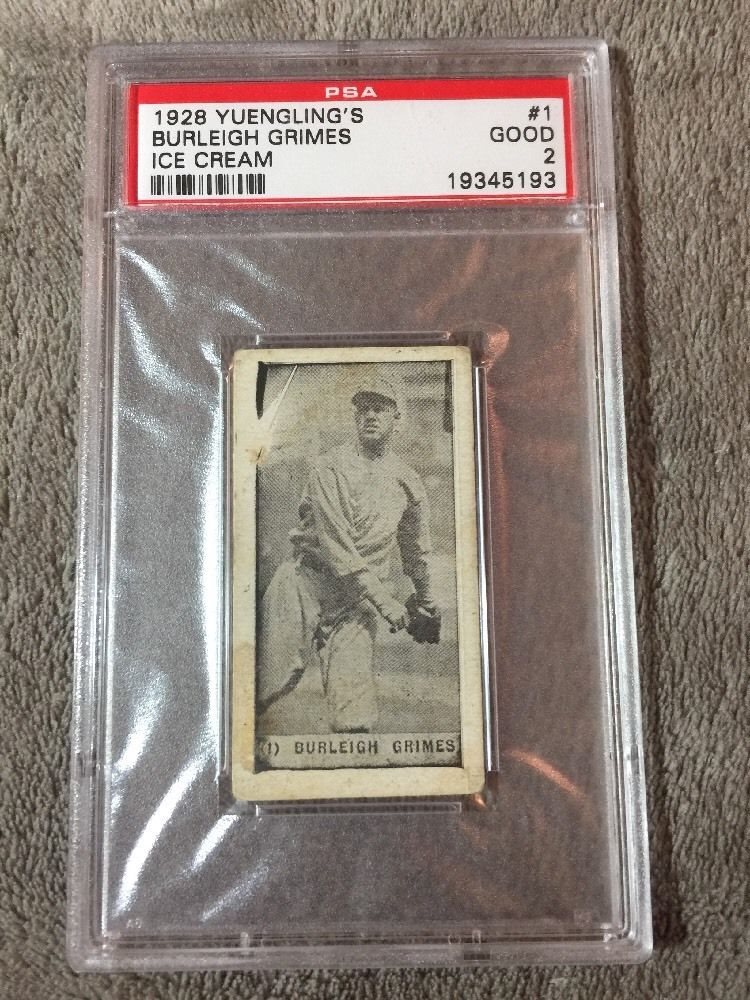 PSA
1928 YUENGLING'S #1
BURLEIGH GRIMES GOOD
ICE CREAM 2
19345193
(1) BURLEIGH GRIMES